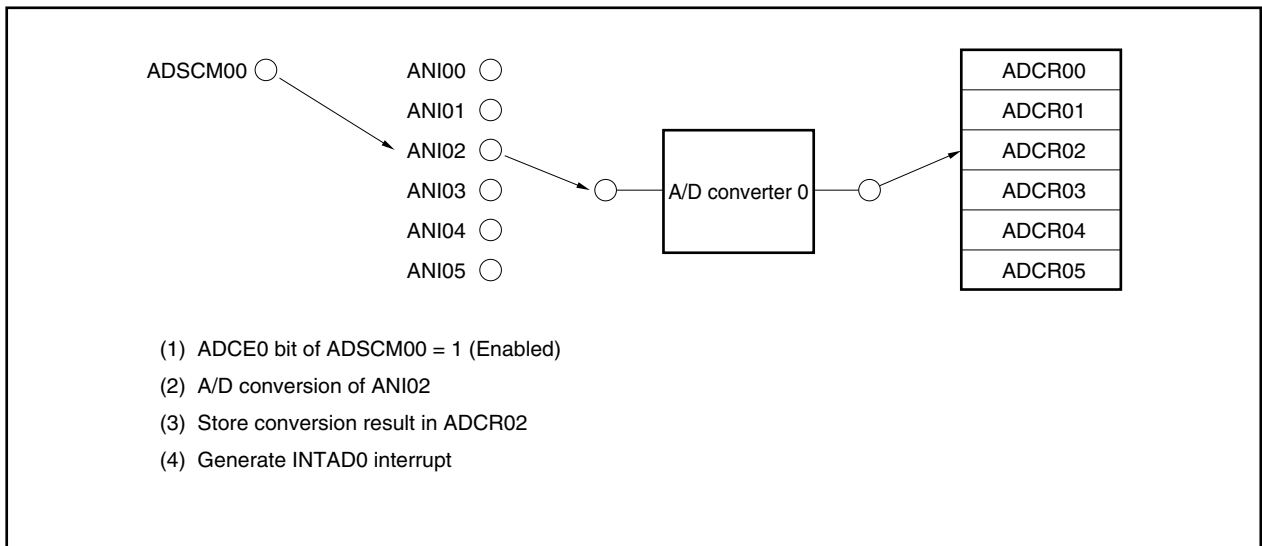 ADSCM00 ANI00 ADCR00
ANI01 ADCR01
ANI02 ADCR02
ANI03 A/D converter 0 ADCR03
ANI04 ADCR04
ANI05 ADCR05
(1) ADCE0 bit of ADSCM00 = 1 (Enabled)
(2) A/D conversion of ANI02
(3) Store conversion result in ADCR02
(4) Generate INTAD0 interrupt